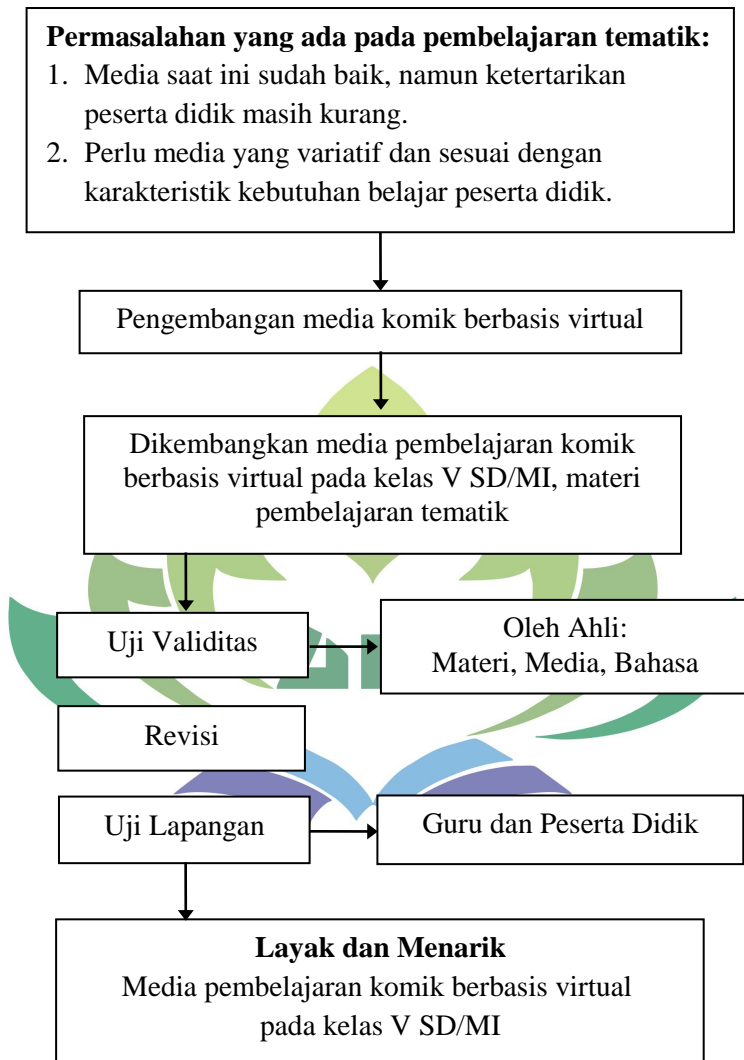 Permasalahan yang ada pada pembelajaran tematik:
1. Media saat ini sudah baik, namun ketertarikan
peserta didik masih kurang.
2. Perlu media yang variatif dan sesuai dengan
karakteristik kebutuhan belajar peserta didik.
Pengembangan media komik berbasis virtual
Dikembangkan media pembelajaran komik
berbasis virtual pada kelas V SD/MI, materi
pembelajaran tematik
Uji Validitas
Oleh Ahli:
Materi, Media, Bahasa
Revisi
Uji Lapangan
Guru dan Peserta Didik
Layak dan Menarik
Media pembelajaran komik berbasis virtual
pada kelas V SD/MI